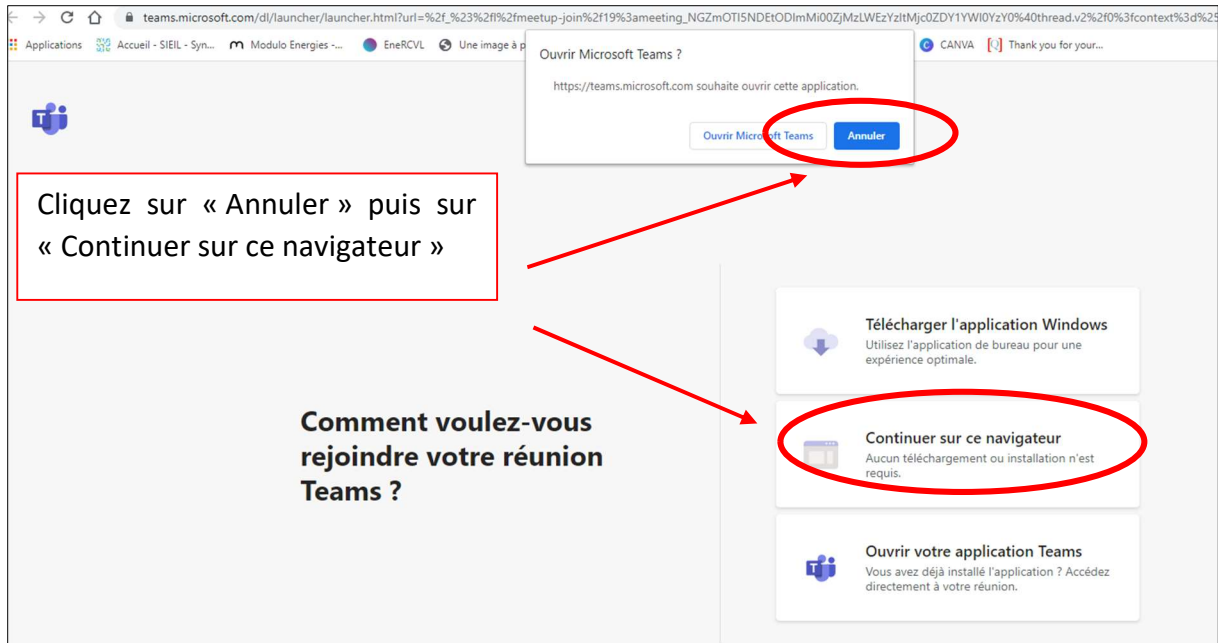 teams.microsoft.com/dl/launcher/launcher.html?url=%2f_%23%2fl%2fmeetup-join%2f19%3ameeting_NGZmOTI5NDEtODlmMi00ZjMzLWEzYzItMjc0ZDY1YWI0YzY0%40thread.v2%2f0%3fcontext%3d%25
Applications Accueil - SIEIL - Syn... Modulo Energies -... EneRCVL Une image à p CANVA [Q] Thank you for your...
Ouvrir Microsoft Teams ?
https://teams.microsoft.com souhaite ouvrir cette application.
Ouvrir Microsoft Teams Annuler
Cliquez sur « Annuler » puis sur
« Continuer sur ce navigateur »
Comment voulez-vous
rejoindre votre réunion
Teams ?
Télécharger l'application Windows
Utilisez l'application de bureau pour une
expérience optimale.
Continuer sur ce navigateur
Aucun téléchargement ou installation n'est
requis.
Ouvrir votre application Teams
Vous avez déjà installé l'application ? Accédez
directement à votre réunion.